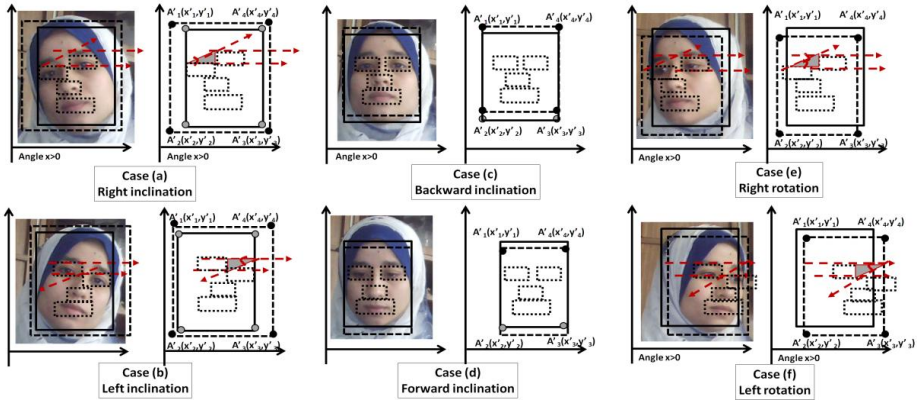 A'₁(x'₁,y'₁) A'₄(x'₄,y'₄)
A'₂(x'₂,y'₂) A'₃(x'₃,y'₃)
Angle x>0 Angle x>0
Case (a)
Right inclination
A'₁(x'₁,y'₁) A'₄(x'₄,y'₄)
A'₂(x'₂,y'₂) A'₃(x'₃,y'₃)
Angle x>0
Case (c)
Backward inclination
A'₁(x'₁,y'₁) A'₄(x'₄,y'₄)
A'₂(x'₂,y'₂) A'₃(x'₃,y'₃)
Angle x>0
Case (e)
Right rotation
A'₁(x'₁,y'₁) A'₄(x'₄,y'₄)
A'₂(x'₂,y'₂) A'₃(x'₃,y'₃)
Case (b)
Left inclination
A'₁(x'₁,y'₁) A'₄(x'₄,y'₄)
A'₂(x'₂,y'₂) A'₃(x'₃,y'₃)
Case (d)
Forward inclination
A'₁(x'₁,y'₁) A'₄(x'₄,y'₄)
A'₂(x'₂,y'₂) A'₃(x'₃,y'₃)
Angle x>0 Angle x>0
Case (f)
Left rotation